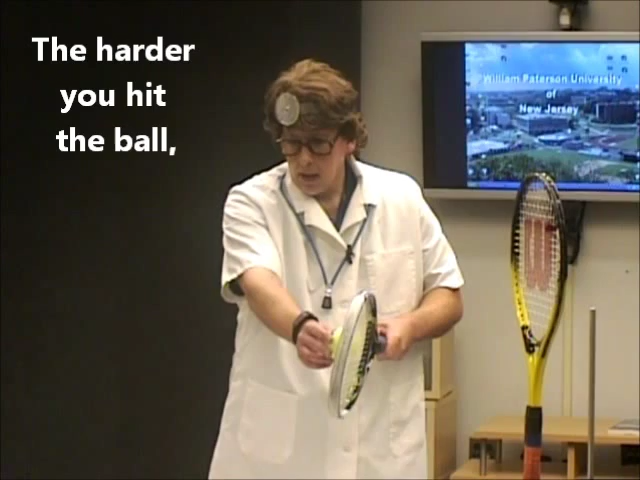 The harder
you hit
the ball,
William Paterson University
of
New Jersey
W